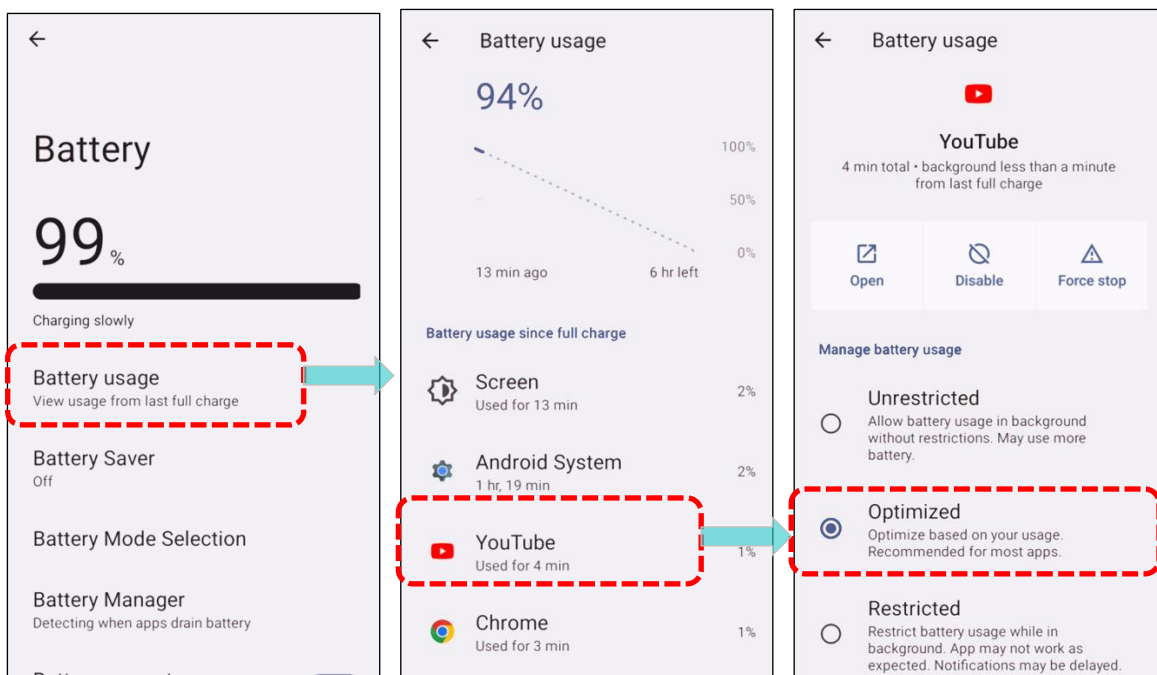 Battery
99 %
Charging slowly
Battery usage
View usage from last full charge
Battery Saver
Off
Battery Mode Selection
Battery Manager
Detecting when apps drain battery
Battery usage
94%
100%
50%
0%
13 min ago 6 hr left
Battery usage since full charge
Screen
Used for 13 min
2%
Android System
1 hr, 19 min
2%
YouTube
Used for 4 min
1%
Chrome
Used for 3 min
1%
Battery usage
YouTube
4 min total • background less than a minute
from last full charge
Open Disable Force stop
Manage battery usage
Unrestricted
Allow battery usage in background
without restrictions. May use more
battery.
Optimized
Optimize based on your usage.
Recommended for most apps.
Restricted
Restrict battery usage while in
background. App may not work as
expected. Notifications may be delayed.